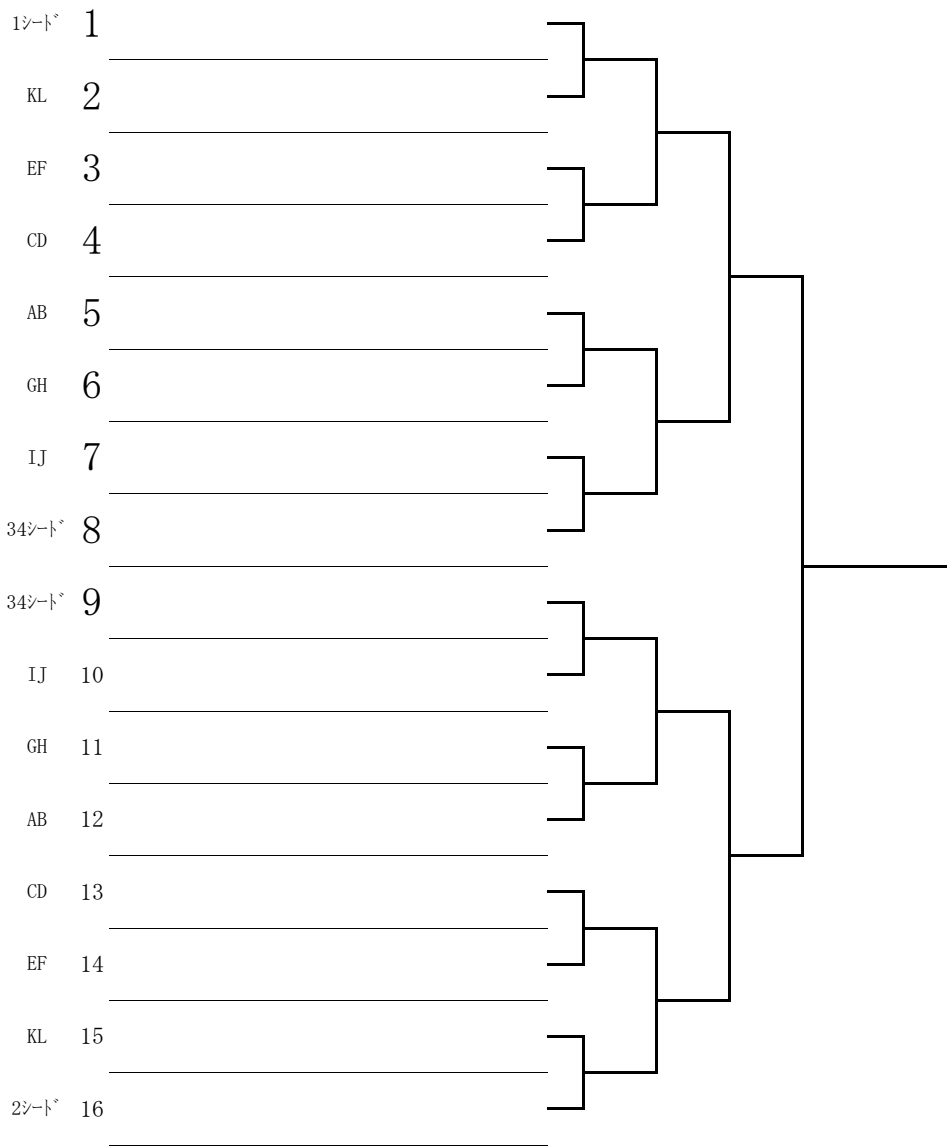 1ｼｰﾄﾞ 1
KL 2
EF 3
CD 4
AB 5
GH 6
IJ 7
34ｼｰﾄﾞ 8
34ｼｰﾄﾞ 9
IJ 10
GH 11
AB 12
CD 13
EF 14
KL 15
2ｼｰﾄﾞ 16